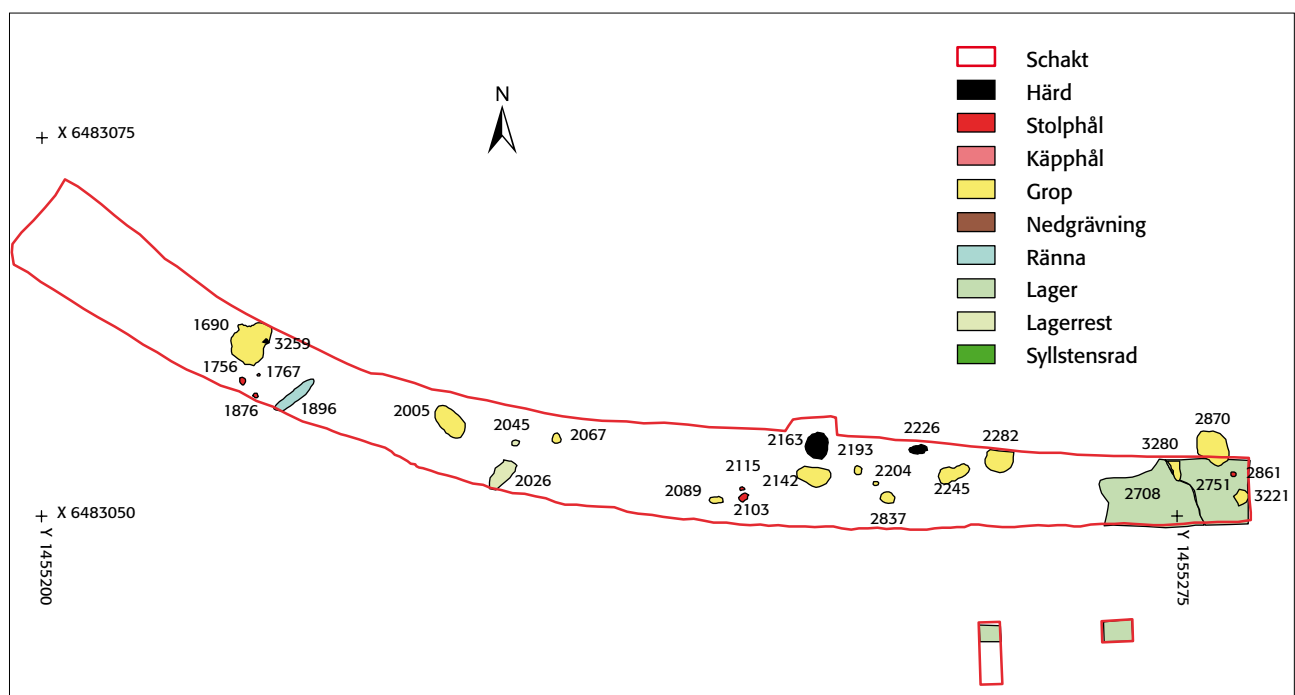 N
X 6483075
Schakt
Härd
Stolphål
Käpphål
Grop
Nedgrävning
Ränna
Lager
Lagerrest
Syllstensrad
1690
3259
1756
1767
1876
1896
2005
2045
2067
2026
2163
2193
2226
2282
2115
2142
2204
2245
2089
2103
2837
3280
2870
2708
2751
2861
3221
X 6483050
Y 1455200
Y 1455275